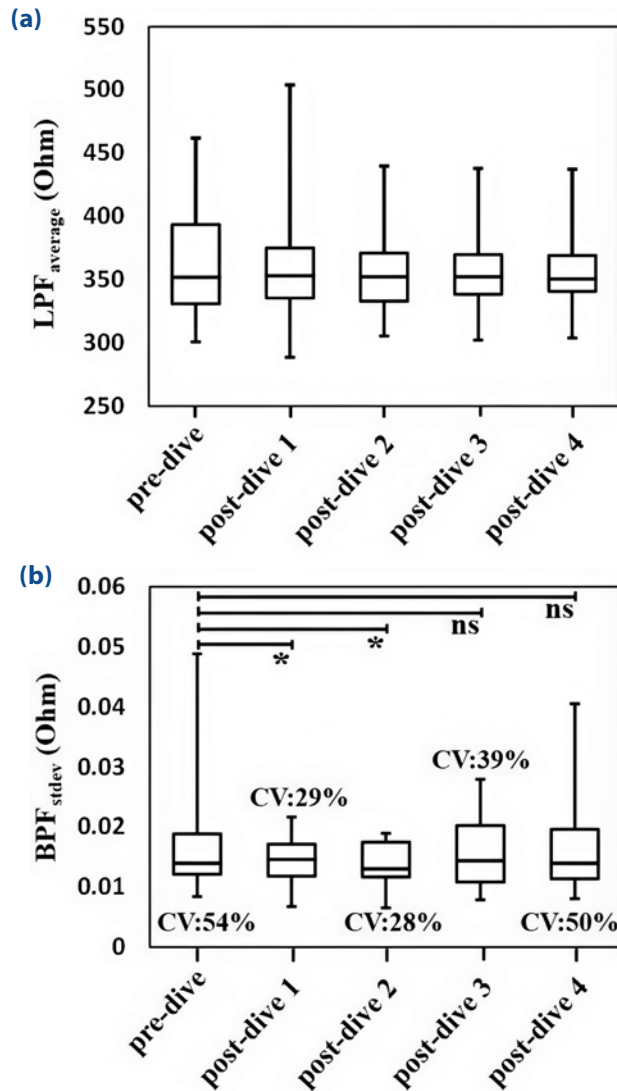 (a)
LPFaverage (Ohm)
550
500
450
400
350
300
250
pre-dive
post-dive 1
post-dive 2
post-dive 3
post-dive 4
(b)
BPFstdev (Ohm)
0.06
0.05
0.04
0.03
0.02
0.01
0
ns
ns
*
*
CV:39%
CV:29%
CV:54%
CV:28%
CV:50%
pre-dive
post-dive 1
post-dive 2
post-dive 3
post-dive 4